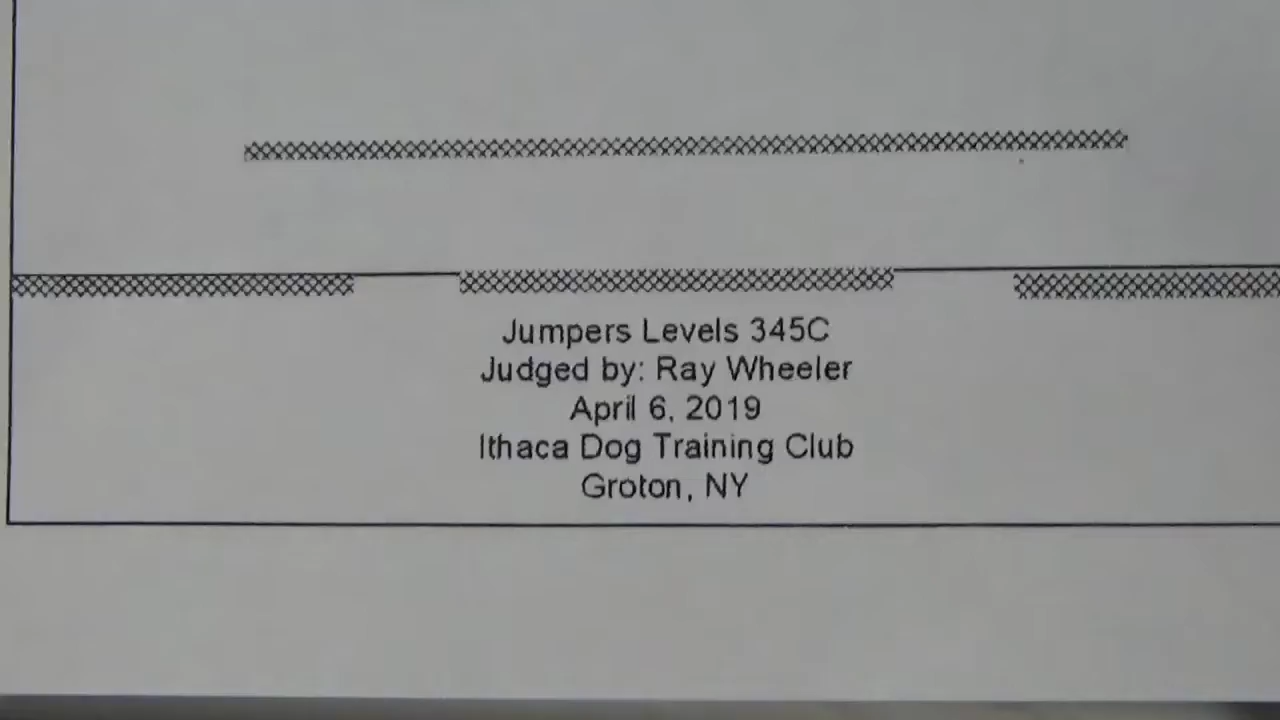 Jumpers Levels 345C
Judged by: Ray Wheeler
April 6, 2019
Ithaca Dog Training Club
Groton, NY